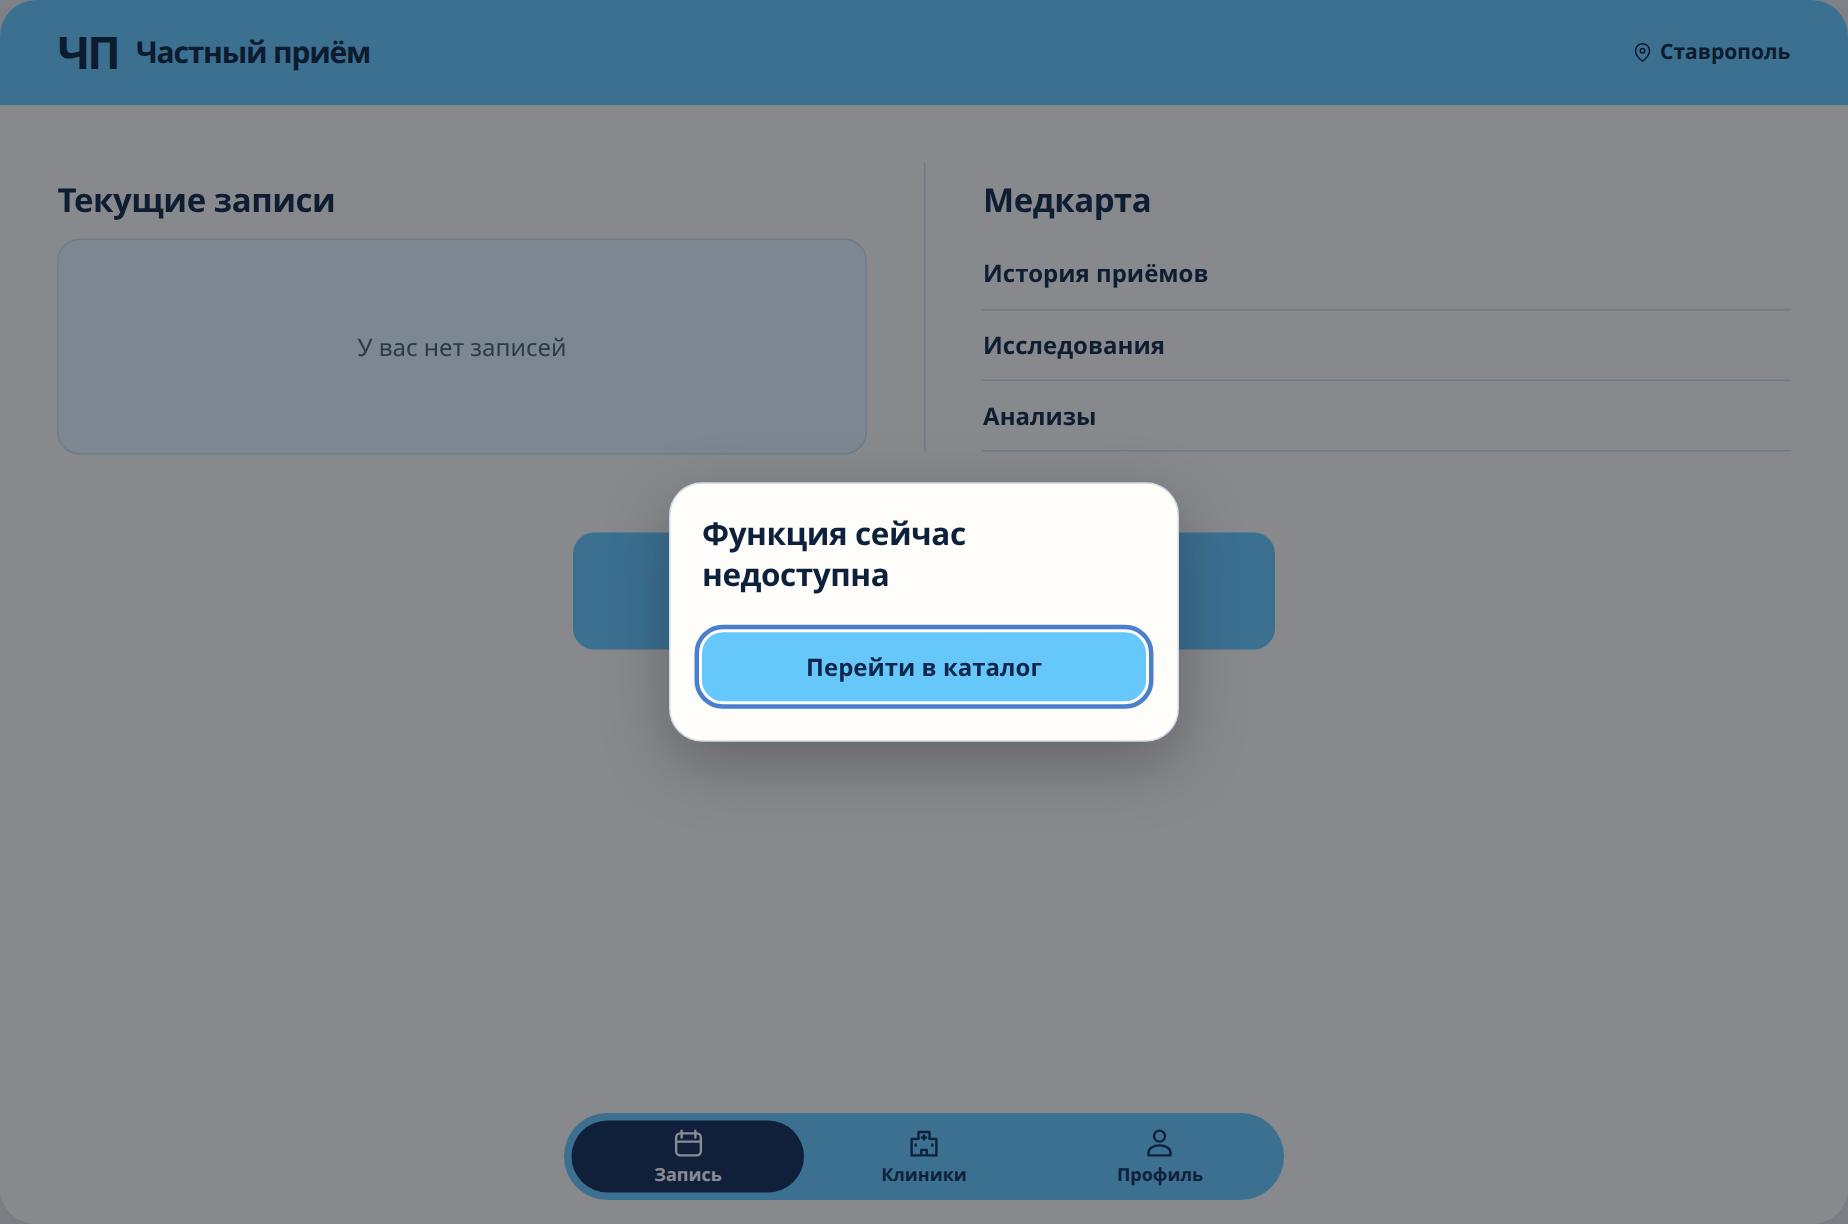 ЧП Частный приём
Ставрополь
Текущие записи
У вас нет записей
Медкарта
История приёмов
Исследования
Анализы
Функция сейчас
недоступна
Перейти в каталог
Запись
Клиники
Профиль